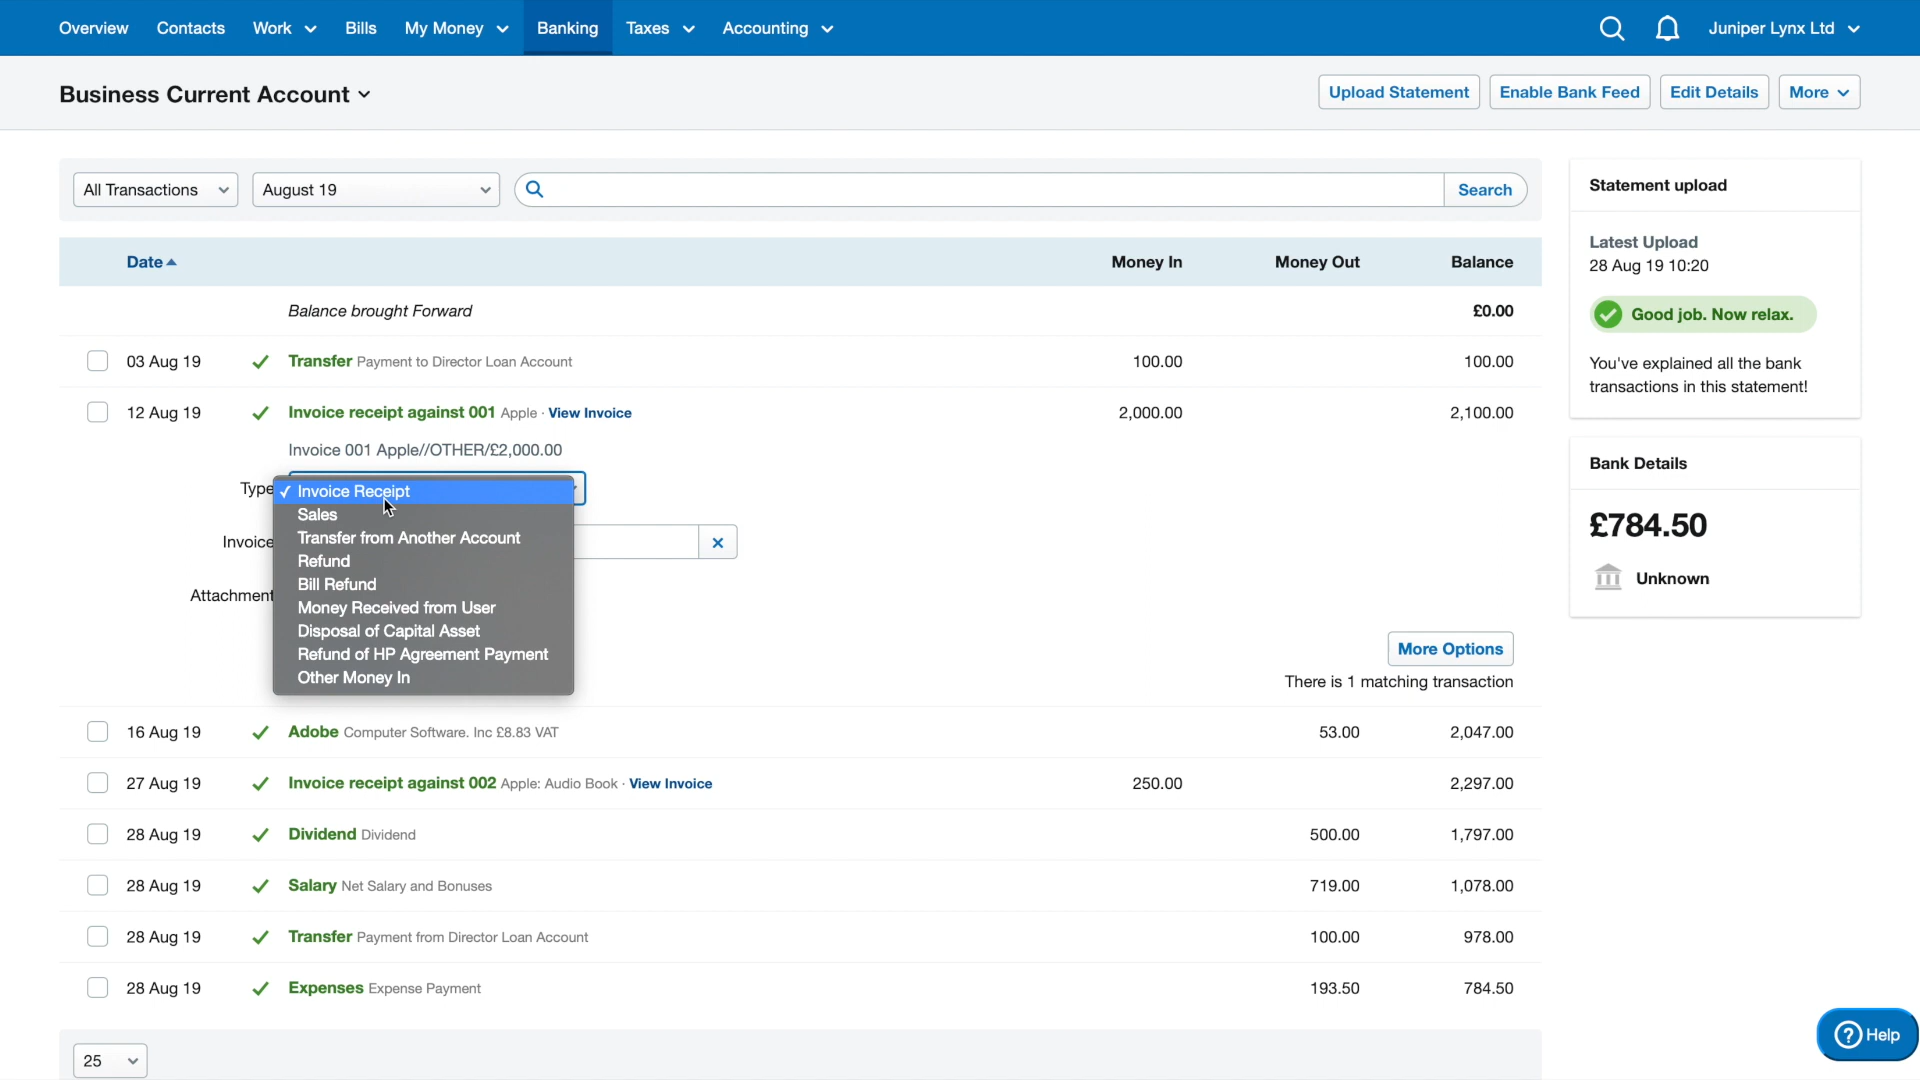 Overview Contacts Work Bills My Money Banking Taxes Accounting Juniper Lynx Ltd
Business Current Account
Upload Statement Enable Bank Feed Edit Details More
All Transactions August 19 Search
Date Money In Money Out Balance
Balance brought Forward £0.00
03 Aug 19 Transfer Payment to Director Loan Account 100.00 100.00
12 Aug 19 Invoice receipt against 001 Apple · View Invoice 2,000.00 2,100.00
Invoice 001 Apple//OTHER/£2,000.00
Type ✓ Invoice Receipt
Sales
Transfer from Another Account
Invoice ×
Refund
Bill Refund
Attachment
Money Received from User
Disposal of Capital Asset
Refund of HP Agreement Payment
Other Money In
More Options
There is 1 matching transaction
16 Aug 19 Adobe Computer Software. Inc £8.83 VAT 53.00 2,047.00
27 Aug 19 Invoice receipt against 002 Apple: Audio Book · View Invoice 250.00 2,297.00
28 Aug 19 Dividend Dividend 500.00 1,797.00
28 Aug 19 Salary Net Salary and Bonuses 719.00 1,078.00
28 Aug 19 Transfer Payment from Director Loan Account 100.00 978.00
28 Aug 19 Expenses Expense Payment 193.50 784.50
25
Statement upload
Latest Upload
28 Aug 19 10:20
Good job. Now relax.
You've explained all the bank
transactions in this statement!
Bank Details
£784.50
Unknown
? Help